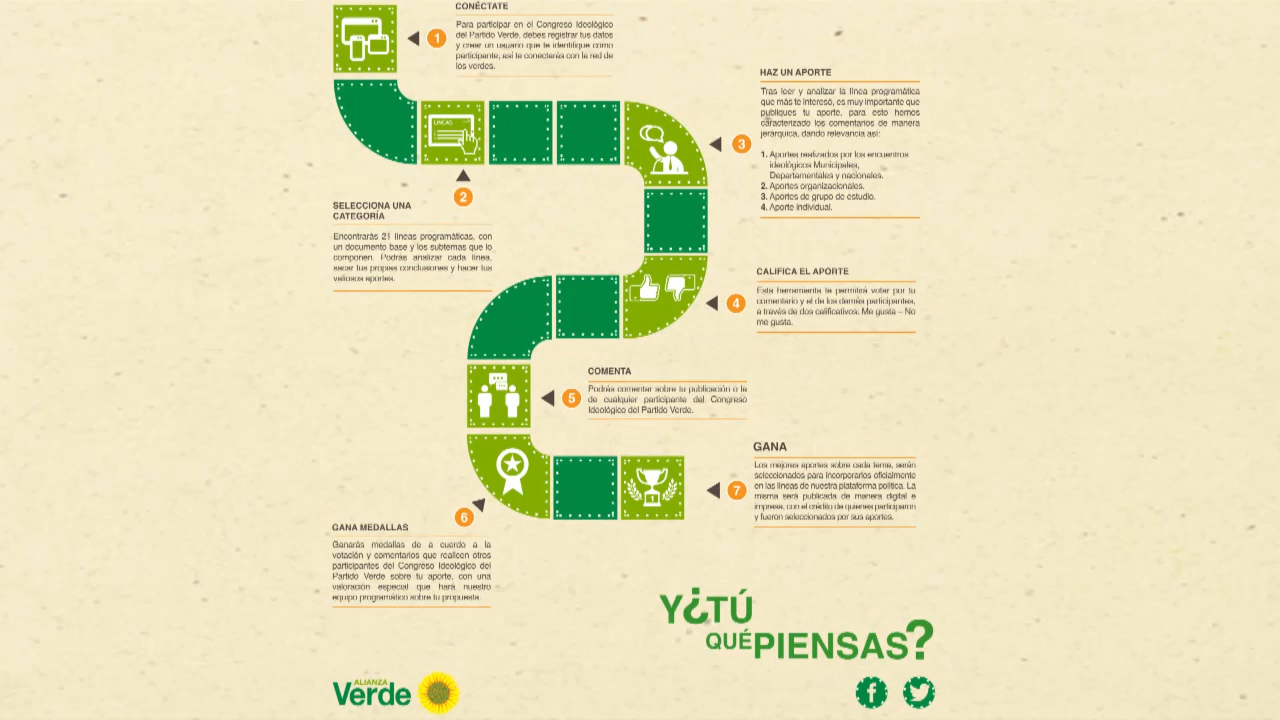 CONÉCTATE
Para participar en el Congreso Ideológico
del Partido Verde, debes registrar tus datos
y crear un usuario que te identifique como
participante; así te conectarás con la red de
los verdes.
1
LINEAS
2
SELECCIONA UNA
CATEGORÍA
Encontrarás 21 líneas programáticas, con
un documento base y los subtemas que lo
componen. Podrás analizar cada línea,
sacar tus propias conclusiones y hacer tus
valiosos aportes.
HAZ UN APORTE
Tras leer y analizar la línea programática
que más te interesó, es muy importante que
publiques tu aporte, para esto hemos
caracterizado los comentarios de manera
jerárquica, dando relevancia así:
1. Aportes realizados por los encuentros
ideológicos Municipales,
Departamentales y nacionales.
2. Aportes organizacionales.
3. Aportes de grupo de estudio.
4. Aporte individual.
3
CALIFICA EL APORTE
Esta herramienta te permitirá votar por tu
comentario y el de los demás participantes,
a través de dos calificativos: Me gusta – No
me gusta.
4
COMENTA
Podrás comentar sobre tu publicación o la
de cualquier participante del Congreso
Ideológico del Partido Verde.
5
GANA
Los mejores aportes sobre cada tema, serán
seleccionados para incorporarlos oficialmente
en las líneas de nuestra plataforma política. La
misma será publicada de manera digital e
impresa, con el crédito de quienes participaron
y fueron seleccionados por sus aportes.
1
7
6
GANA MEDALLAS
Ganarás medallas de a cuerdo a la
votación y comentarios que realicen otros
participantes del Congreso Ideológico del
Partido Verde sobre tu aporte, con una
valoración especial que hará nuestro
equipo programático sobre tu propuesta.
Y¿TÚ
QUÉ PIENSAS?
ALIANZA
Verde